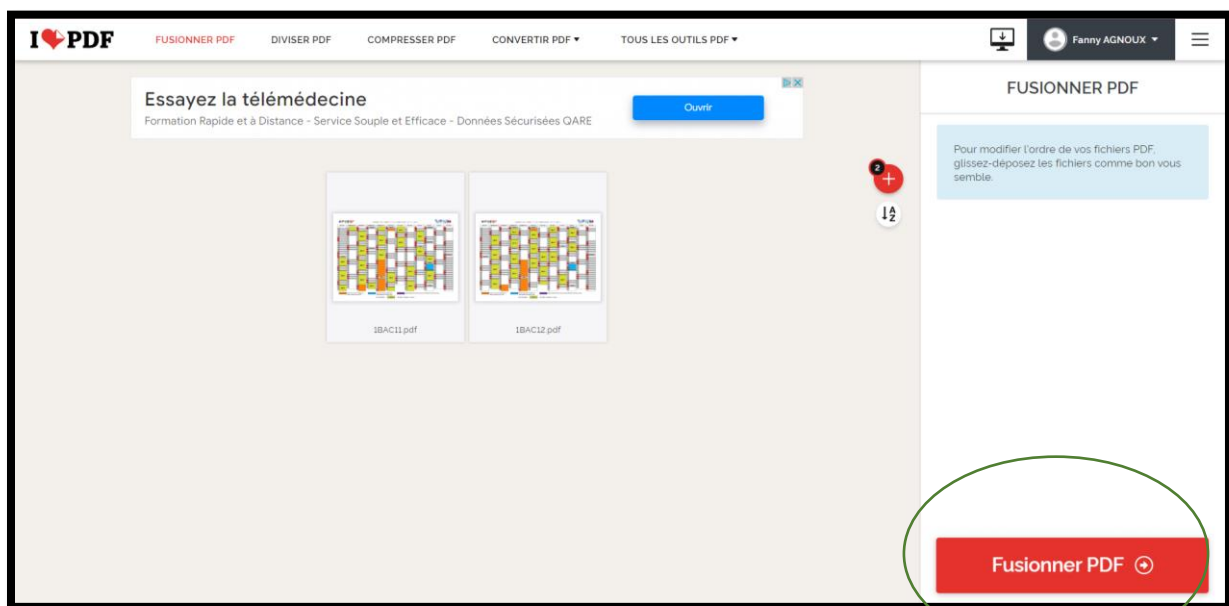 I PDF
FUSIONNER PDF
DIVISER PDF
COMPRESSER PDF
CONVERTIR PDF
TOUS LES OUTILS PDF
Fanny AGNOUX
Essayez la télémédecine
Formation Rapide et à Distance - Service Souple et Efficace - Données Sécurisées QARE
Ouvrir
2
1BAC11.pdf
1BAC12.pdf
FUSIONNER PDF
Pour modifier l'ordre de vos fichiers PDF,
glissez-déposez les fichiers comme bon vous
semble.
Fusionner PDF